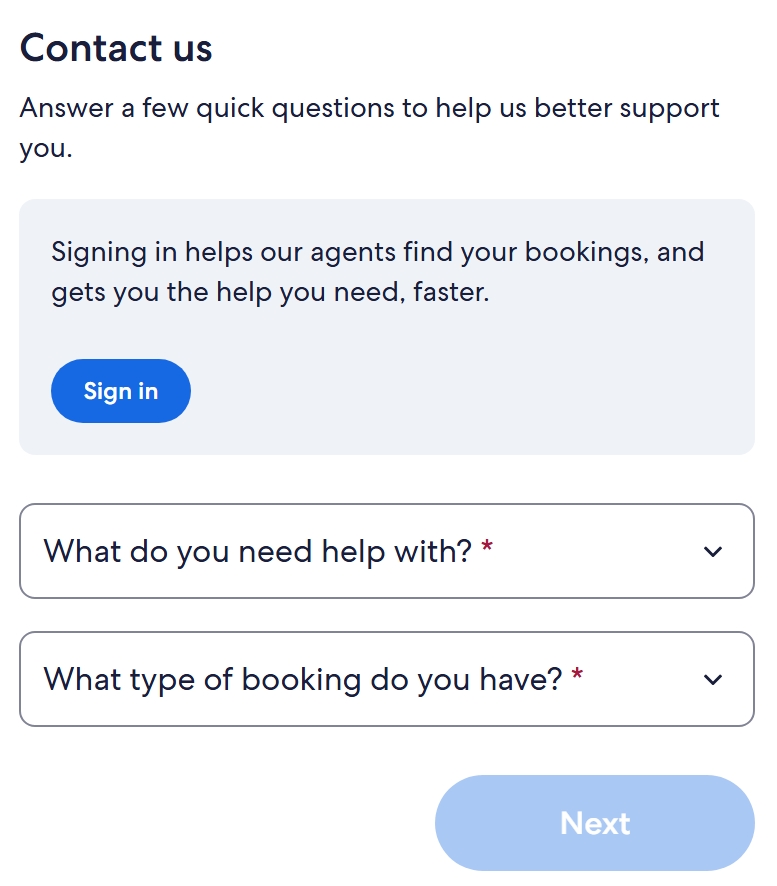 Contact us
Answer a few quick questions to help us better support
you.
Signing in helps our agents find your bookings, and
gets you the help you need, faster.
Sign in
What do you need help with? *
What type of booking do you have? *
Next